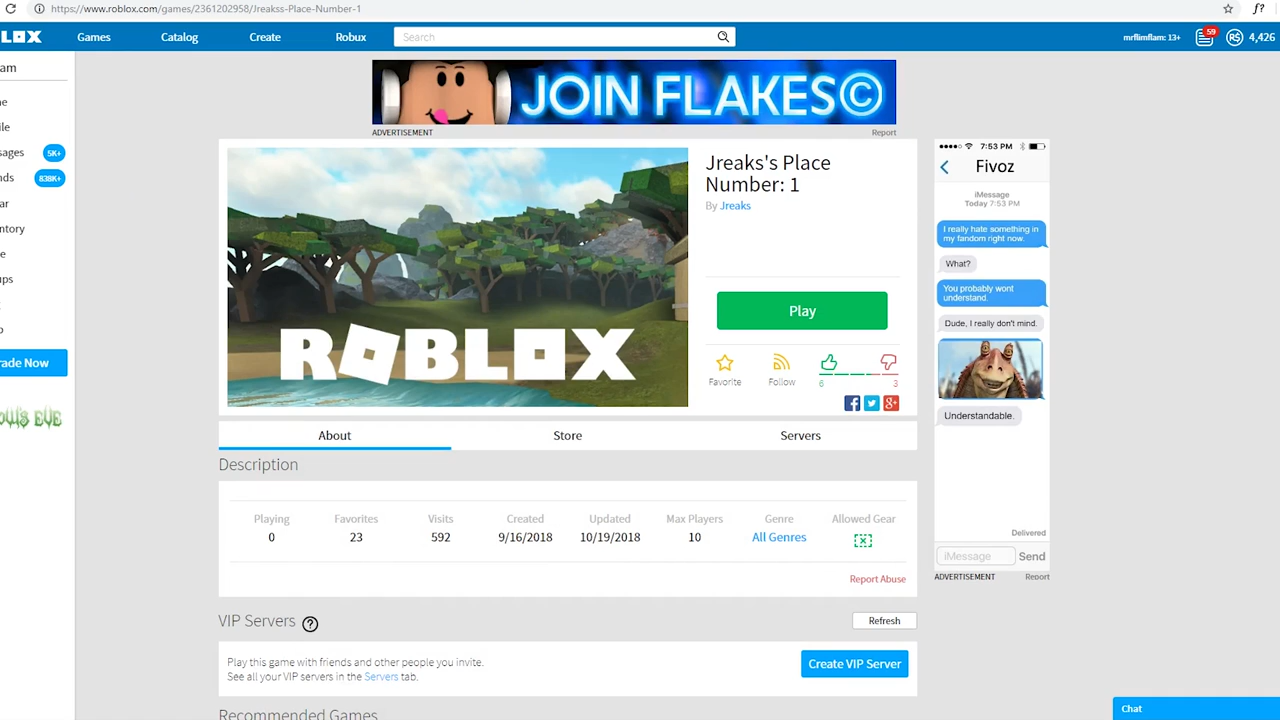 https://www.roblox.com/games/2361202958/Jreakss-Place-Number-1
f?
LOX
Games
Catalog
Create
Robux
Search
mrflimflam: 13+
59
R$
4,426
am
ne
ile
sages
5K+
nds
838K+
ar
ntory
e
ups
rade Now
OW'S EVE
JOIN FLAKES©
ADVERTISEMENT
Report
ROBLOX
Jreaks's Place
Number: 1
By Jreaks
Play
Favorite
Follow
6
3
About
Store
Servers
Description
Playing
Favorites
Visits
Created
Updated
Max Players
Genre
Allowed Gear
0
23
592
9/16/2018
10/19/2018
10
All Genres
Report Abuse
VIP Servers
Refresh
Play this game with friends and other people you invite.
See all your VIP servers in the Servers tab.
Create VIP Server
Recommended Games
7:53 PM
Fivoz
iMessage
Today 7:53 PM
I really hate something in
my fandom right now.
What?
You probably wont
understand.
Dude, I really don't mind.
Understandable.
Delivered
iMessage
Send
ADVERTISEMENT
Report
Chat